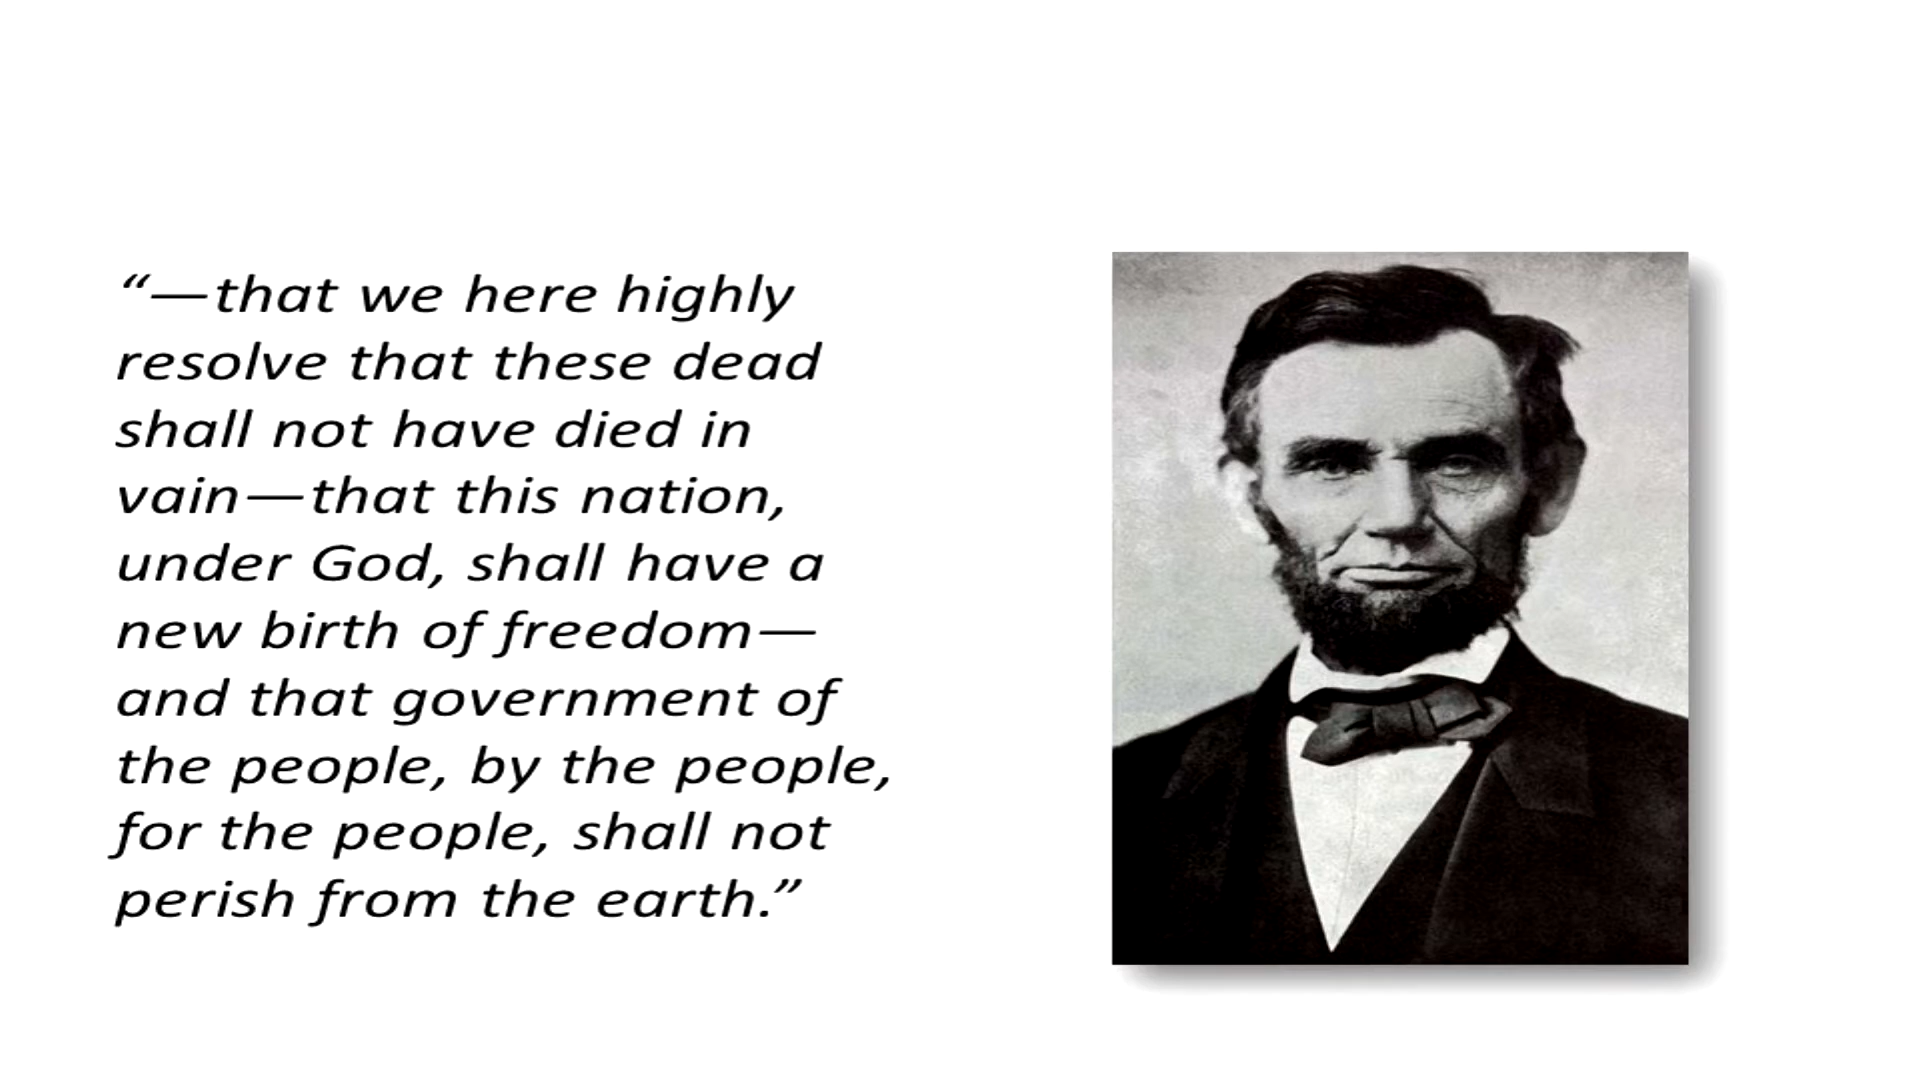 “—that we here highly
resolve that these dead
shall not have died in
vain—that this nation,
under God, shall have a
new birth of freedom—
and that government of
the people, by the people,
for the people, shall not
perish from the earth.”